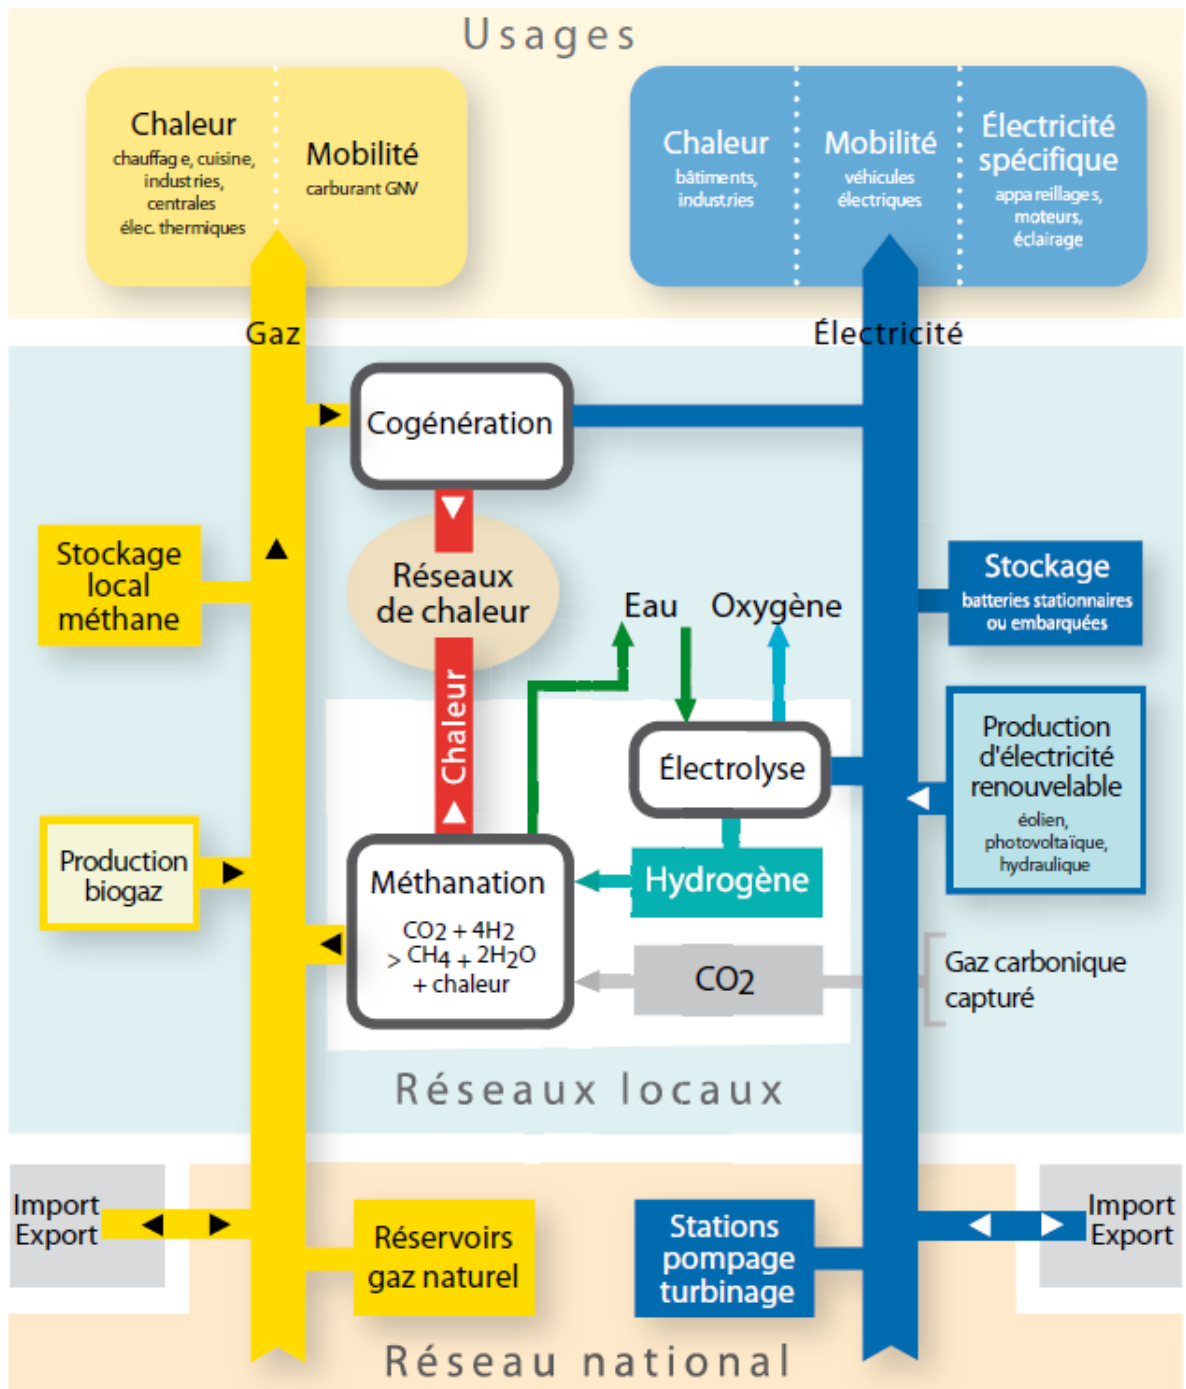 Usages
Chaleur
chauffage, cuisine,
industries,
centrales
élec. thermiques
Mobilité
carburant GNV
Chaleur
bâtiments,
industries
Mobilité
véhicules
électriques
Électricité
spécifique
appareillages,
moteurs,
éclairage
Gaz
Électricité
Cogénération
Stockage
local
méthane
Réseaux
de chaleur
Eau
Oxygène
Stockage
batteries stationnaires
ou embarquées
Chaleur
Électrolyse
Production
d'électricité
renouvelable
éolien,
photovoltaïque,
hydraulique
Production
biogaz
Méthanation
CO2 + 4H2
> CH4 + 2H2O
+ chaleur
Hydrogène
CO2
Gaz carbonique
capturé
Réseaux locaux
Import
Export
Réservoirs
gaz naturel
Stations
pompage
turbinage
Import
Export
Réseau national